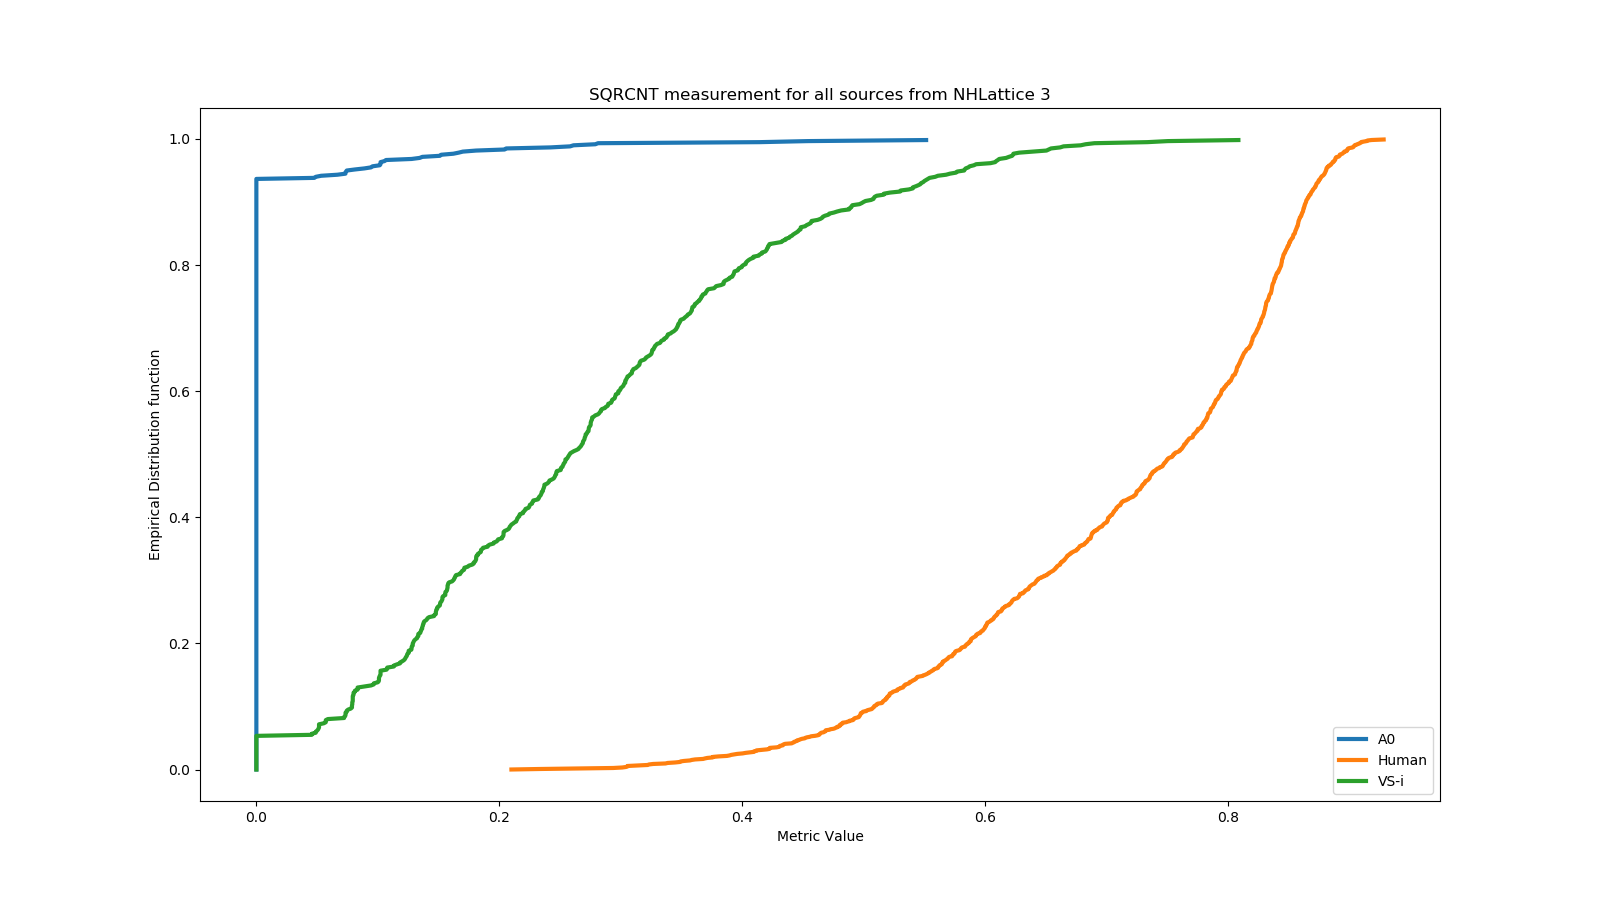 SQRCNT measurement for all sources from NHLattice 3
1.0
0.8
0.6
0.4
0.2
0.0
Empirical Distribution function
A0
Human
VS-i
0.0 0.2 0.4 0.6 0.8
Metric Value